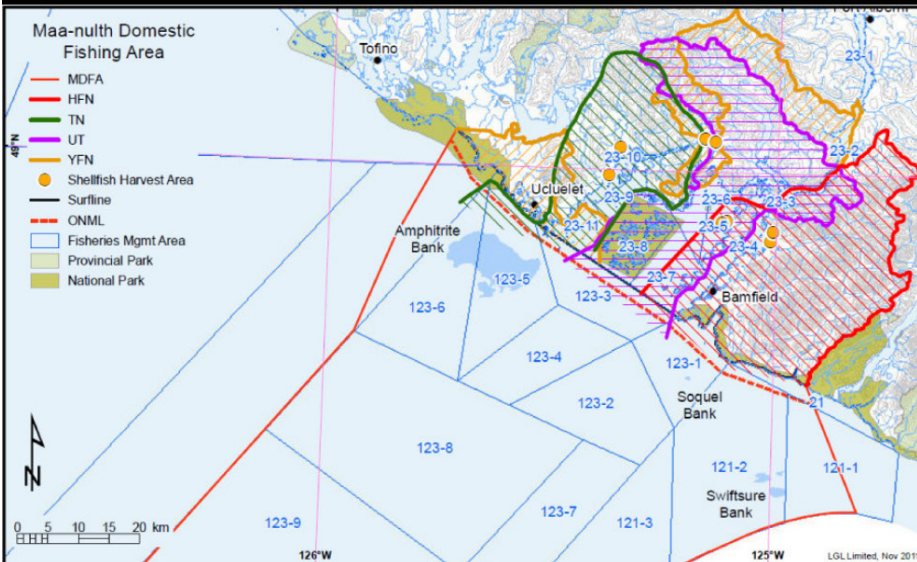 Maa-nulth Domestic
Fishing Area
MDFA
HFN
TN
UT
YFN
Shellfish Harvest Area
Surfline
ONML
Fisheries Mgmt Area
Provincial Park
National Park
Tofino
23-1
49°N
23-2
23-10
Ucluelet
23-9
23-6
23-3
23-11
23-5
23-4
Amphitrite
Bank
23-8
23-7
123-5
123-3
Bamfield
123-6
123-4
123-1
123-2
Soquel
Bank
21
123-8
121-2
121-1
Swiftsure
Bank
123-7
121-3
123-9
N
0 5 10 15 20 km
126°W
125°W